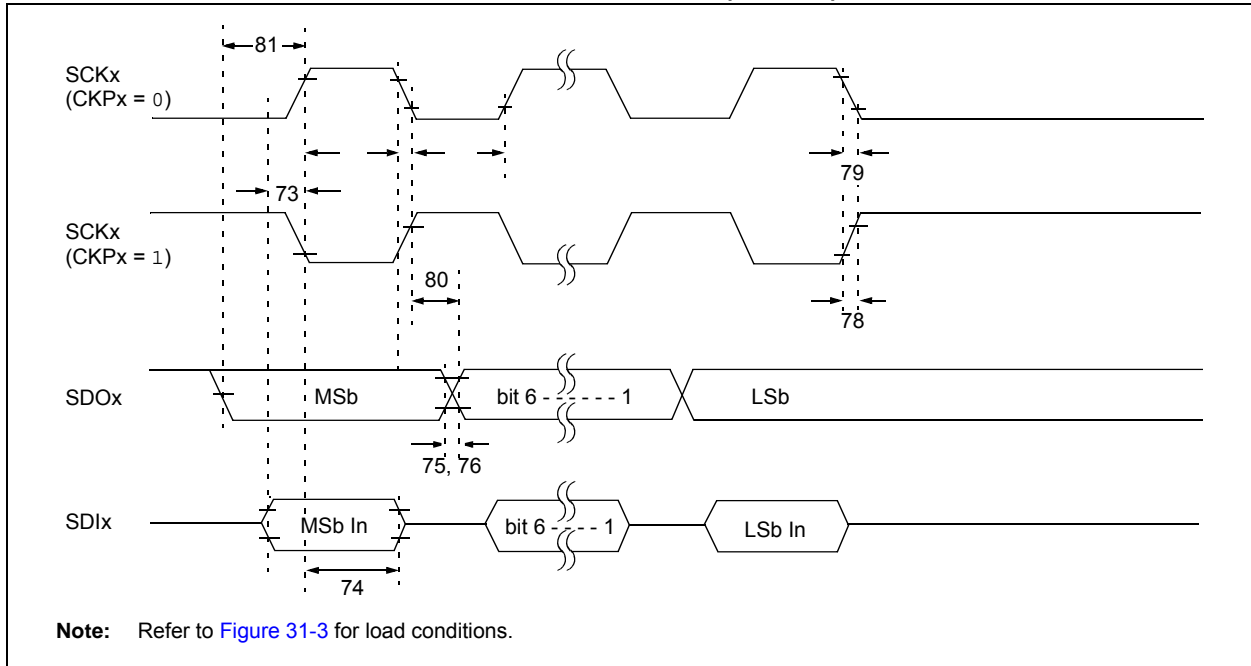 81
SCKx
(CKPx = 0)
79
73
SCKx
(CKPx = 1)
80
78
SDOx
MSb
bit 6 - - - - - - 1
LSb
75, 76
SDIx
MSb In
bit 6 - - - - 1
LSb In
74
Note: Refer to Figure 31-3 for load conditions.